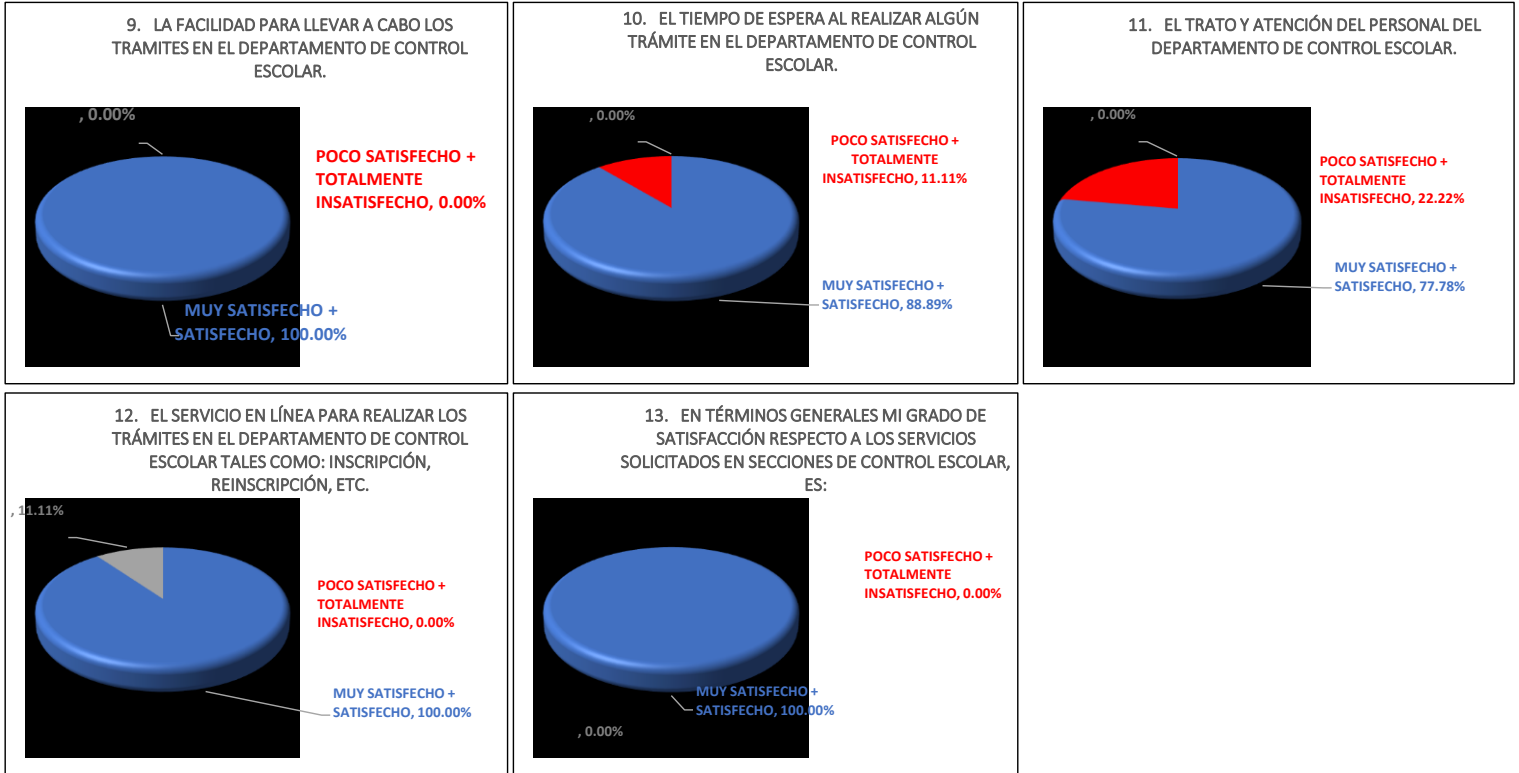 9. LA FACILIDAD PARA LLEVAR A CABO LOS
TRAMITES EN EL DEPARTAMENTO DE CONTROL
ESCOLAR.
, 0.00%
POCO SATISFECHO +
TOTALMENTE
INSATISFECHO, 0.00%
MUY SATISFECHO +
SATISFECHO, 100.00%
10. EL TIEMPO DE ESPERA AL REALIZAR ALGÚN
TRÁMITE EN EL DEPARTAMENTO DE CONTROL
ESCOLAR.
, 0.00%
POCO SATISFECHO +
TOTALMENTE
INSATISFECHO, 11.11%
MUY SATISFECHO +
SATISFECHO, 88.89%
11. EL TRATO Y ATENCIÓN DEL PERSONAL DEL
DEPARTAMENTO DE CONTROL ESCOLAR.
, 0.00%
POCO SATISFECHO +
TOTALMENTE
INSATISFECHO, 22.22%
MUY SATISFECHO +
SATISFECHO, 77.78%
12. EL SERVICIO EN LÍNEA PARA REALIZAR LOS
TRÁMITES EN EL DEPARTAMENTO DE CONTROL
ESCOLAR TALES COMO: INSCRIPCIÓN,
REINSCRIPCIÓN, ETC.
, 11.11%
POCO SATISFECHO +
TOTALMENTE
INSATISFECHO, 0.00%
MUY SATISFECHO +
SATISFECHO, 100.00%
13. EN TÉRMINOS GENERALES MI GRADO DE
SATISFACCIÓN RESPECTO A LOS SERVICIOS
SOLICITADOS EN SECCIONES DE CONTROL ESCOLAR,
ES:
POCO SATISFECHO +
TOTALMENTE
INSATISFECHO, 0.00%
MUY SATISFECHO +
SATISFECHO, 100.00%
, 0.00%